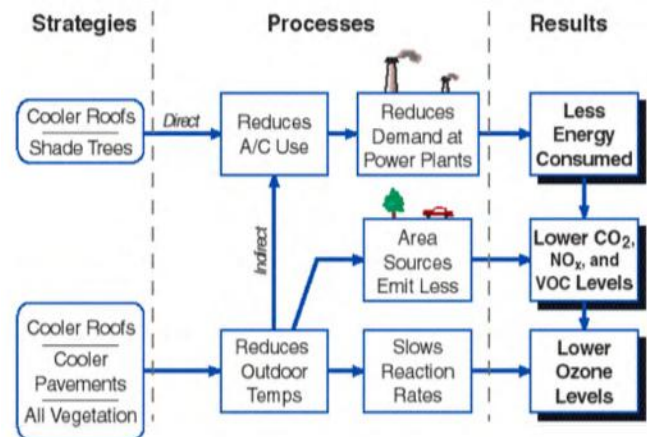 Strategies
Processes
Results
Cooler Roofs
Shade Trees
Direct
Reduces
A/C Use
Reduces
Demand at
Power Plants
Less
Energy
Consumed
Indirect
Area
Sources
Emit Less
Lower CO₂,
NOₓ, and
VOC Levels
Cooler Roofs
Cooler
Pavements
All Vegetation
Reduces
Outdoor
Temps
Slows
Reaction
Rates
Lower
Ozone
Levels